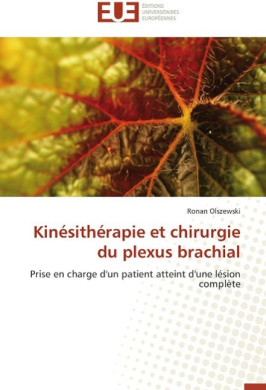 EUE
ÉDITIONS
UNIVERSITAIRES
EUROPÉENNES
Ronan Olszewski
Kinésithérapie et chirurgie
du plexus brachial
Prise en charge d'un patient atteint d'une lésion
complète